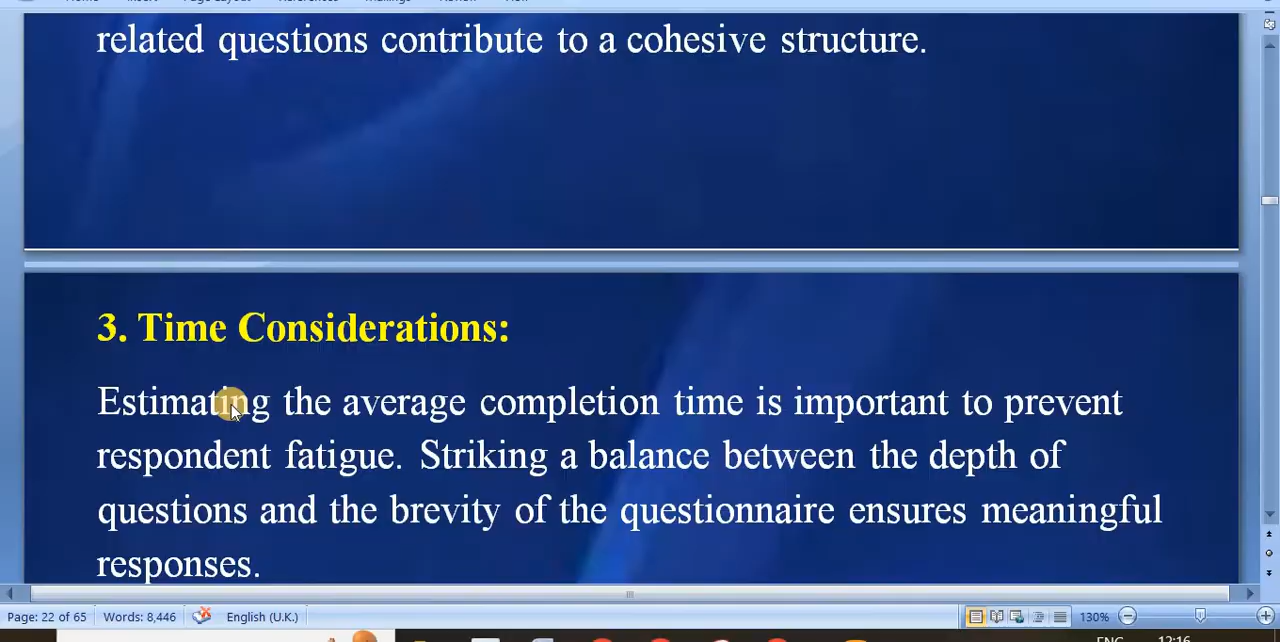 related questions contribute to a cohesive structure.
3. Time Considerations:
Estimating the average completion time is important to prevent
respondent fatigue. Striking a balance between the depth of
questions and the brevity of the questionnaire ensures meaningful
responses.
Page: 22 of 65 Words: 8,446 English (U.K.) 130%